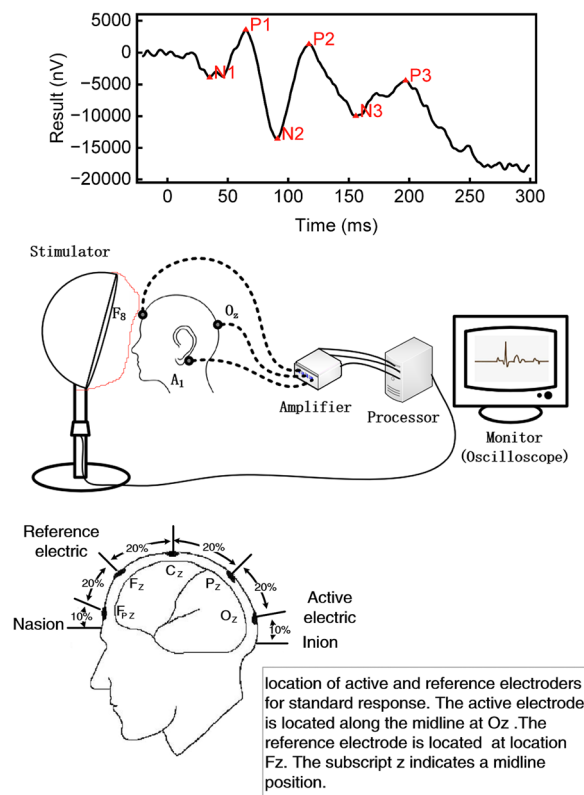 5000
0
−5000
−10000
−15000
−20000
Result (nV)
P1
P2
P3
N1
N2
N3
0
50
100
150
200
250
300
Time (ms)
Stimulator
F8
Oz
A1
Amplifier
Processor
Monitor
(Oscilloscope)
Reference
electric
20%
20%
20%
20%
10%
10%
Cz
Fz
Pz
FPZ
Oz
Nasion
Active
electric
Inion
location of active and reference electroders
for standard response. The active electrode
is located along the midline at Oz .The
reference electrode is located at location
Fz. The subscript z indicates a midline
position.